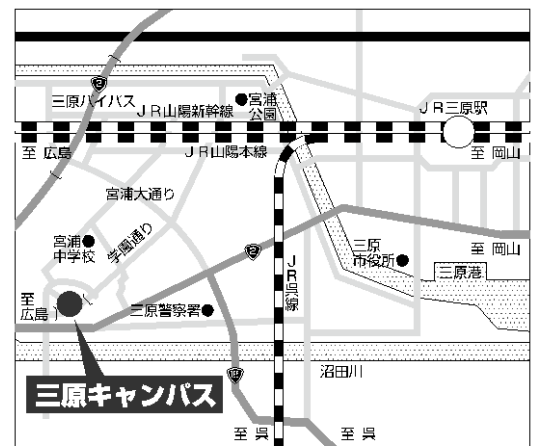 2
三原バイパス
宮浦
公園
JR山陽新幹線
JR三原駅
至 広島
JR山陽本線
至 岡山
宮浦大通り
学園通り
宮浦
中学校
2
JR呉線
三原
市役所
至 岡山
三原港
至
広島
三原警察署
三原キャンパス
沼田川
至 呉
至 呉